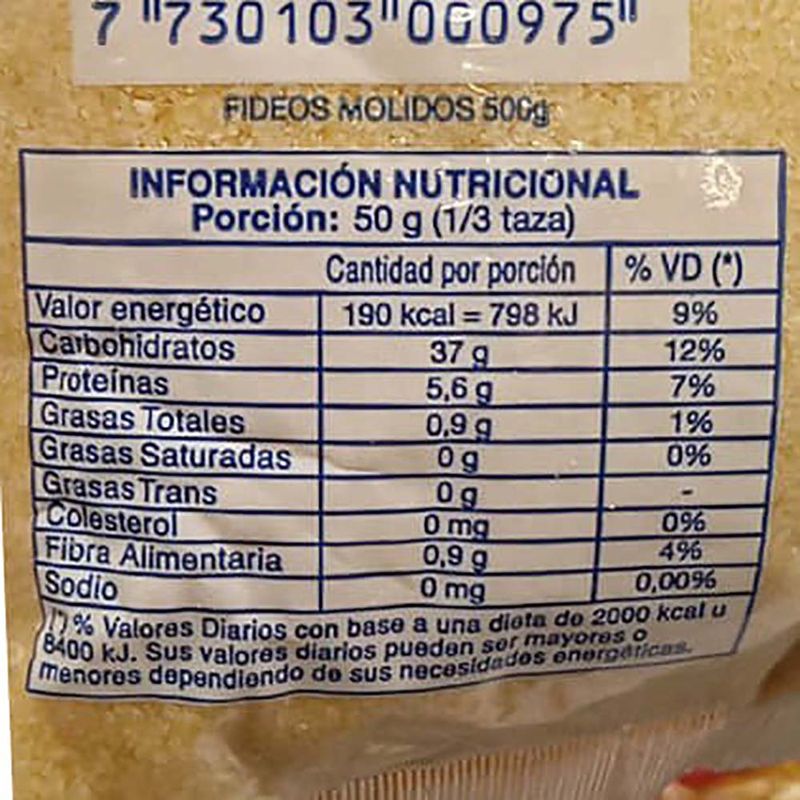 7 "730103"000975"
FIDEOS MOLIDOS 500g
INFORMACIÓN NUTRICIONAL
Porción: 50 g (1/3 taza)
Cantidad por porción % VD (*)
Valor energético 190 kcal = 798 kJ 9%
Carbohidratos 37 g 12%
Proteínas 5,6 g 7%
Grasas Totales 0,9 g 1%
Grasas Saturadas 0 g 0%
Grasas Trans 0 g -
Colesterol 0 mg 0%
Fibra Alimentaria 0,9 g 4%
Sodio 0 mg 0,00%
(*) % Valores Diarios con base a una dieta de 2000 kcal u
8400 kJ. Sus valores diarios pueden ser mayores o
menores dependiendo de sus necesidades energéticas.